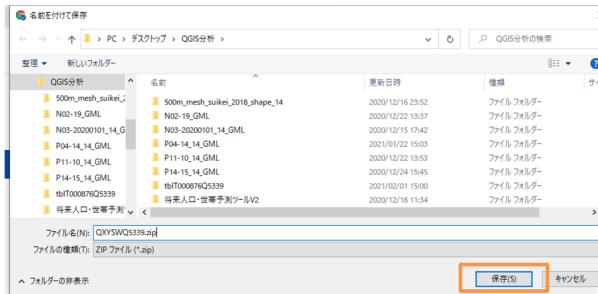 名前を付けて保存
PC > デスクトップ > QGIS分析 >
QGIS分析の検索
整理 新しいフォルダー
QGIS分析
500m_mesh_suikei_2
N02-19_GML
N03-20200101_14_G
P04-14_14_GML
P11-10_14_GML
P14-15_14_GML
tblT000876Q5339
将来人口・世帯予測
名前 更新日時 種類 サイ
500m_mesh_suikei_2018_shape_14 2020/12/16 23:52 ファイル フォルダー
N02-19_GML 2020/12/22 13:37 ファイル フォルダー
N03-20200101_14_GML 2020/12/15 17:42 ファイル フォルダー
P04-14_14_GML 2021/01/22 15:03 ファイル フォルダー
P11-10_14_GML 2020/12/22 13:53 ファイル フォルダー
P14-15_14_GML 2020/12/24 15:45 ファイル フォルダー
tblT000876Q5339 2021/02/01 15:00 ファイル フォルダー
将来人口・世帯予測ツールV2 2020/12/16 11:34 ファイル フォルダー
ファイル名(N): QXYSWQ5339.zip
ファイルの種類(T): ZIP ファイル (*.zip)
フォルダーの非表示 保存(S) キャンセル